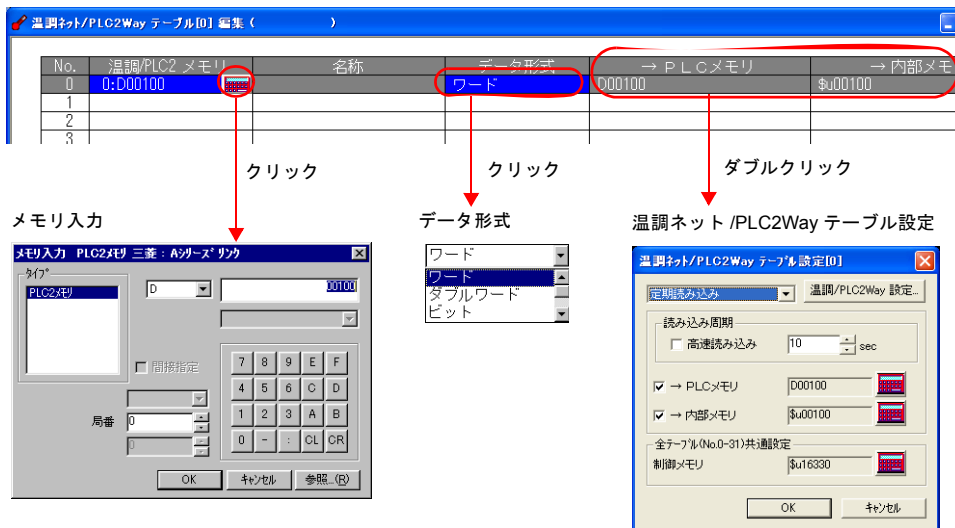 温調ネット/PLC2Way テーブル[0] 編集 (          )
No. 温調/PLC2 メモリ 名称 データ形式 → PLCメモリ → 内部メモ
0 0:D00100 ワード D00100 $u00100
1
2
3
クリック クリック ダブルクリック
メモリ入力 データ形式 温調ネット /PLC2Way テーブル設定
メモリ入力 PLC2メモリ 三菱 : Aシリーズ リンク
タイプ
PLC2メモリ
D 00100
間接指定
7 8 9 E F
4 5 6 C D
1 2 3 A B
0 - : CL CR
局番 0
0
OK キャンセル 参照...(R)
ワード
ワード
ダブルワード
ビット
温調ネット/PLC2Way テーブル設定[0]
定期読み込み 温調/PLC2Way 設定...
読み込み周期
高速読み込み 10 sec
→ PLCメモリ D00100
→ 内部メモリ $u00100
全テーブル(No.0-31)共通設定
制御メモリ $u16330
OK キャンセル